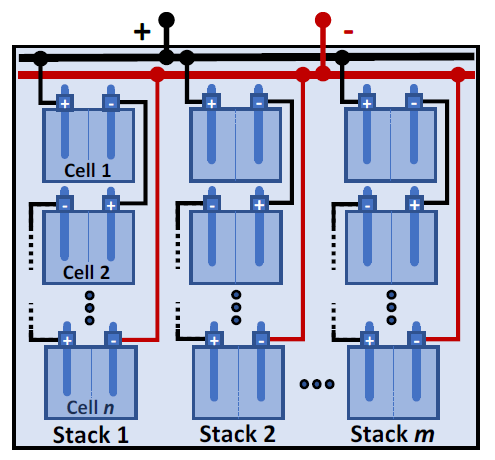 + -
+ - + - + -
Cell 1
- + - + - +
Cell 2
+ - + - + -
Cell n
Stack 1 Stack 2 Stack m